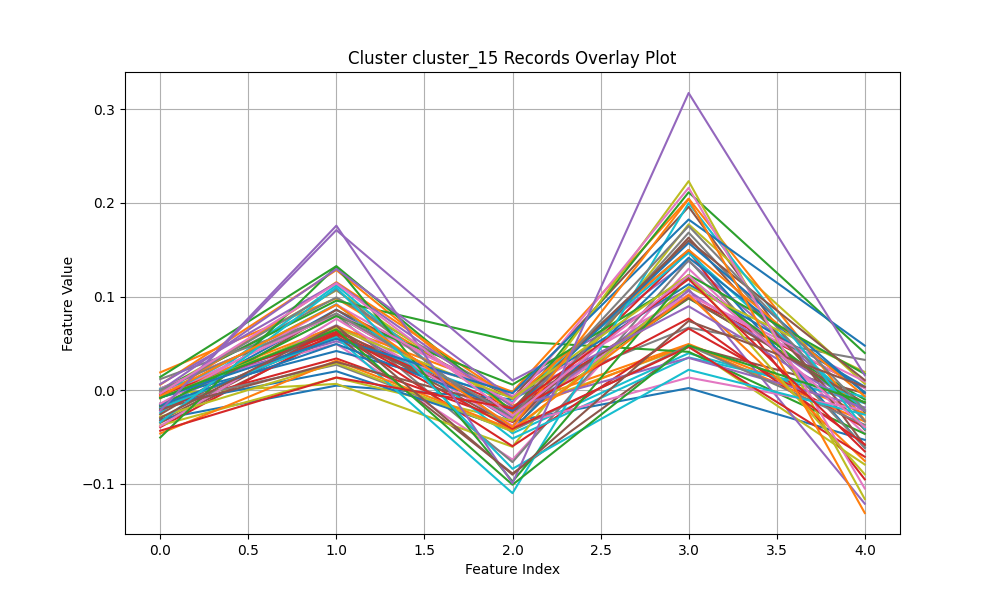 Cluster cluster_15 Records Overlay Plot
Feature Value
0.3
0.2
0.1
0.0
−0.1
0.0 0.5 1.0 1.5 2.0 2.5 3.0 3.5 4.0
Feature Index